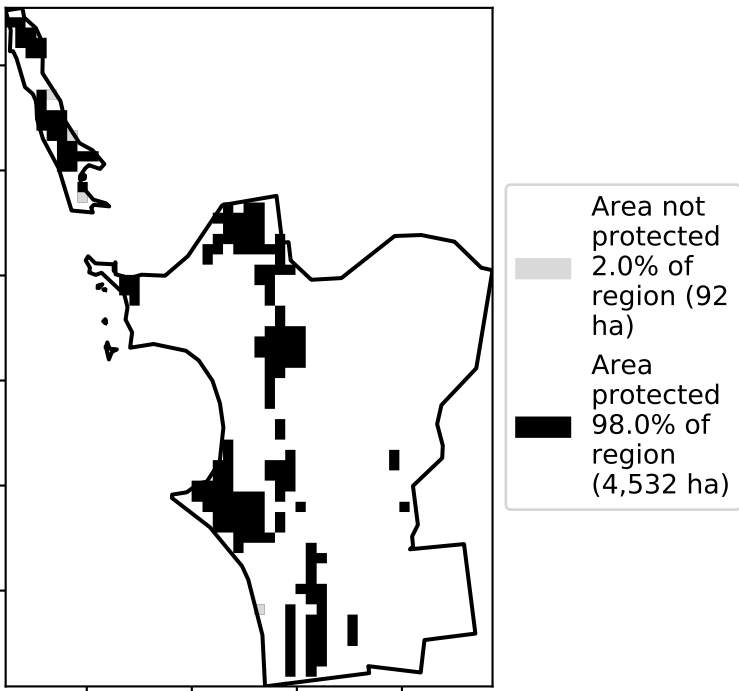 Area not
protected
2.0% of
region (92
ha)
Area
protected
98.0% of
region
(4,532 ha)